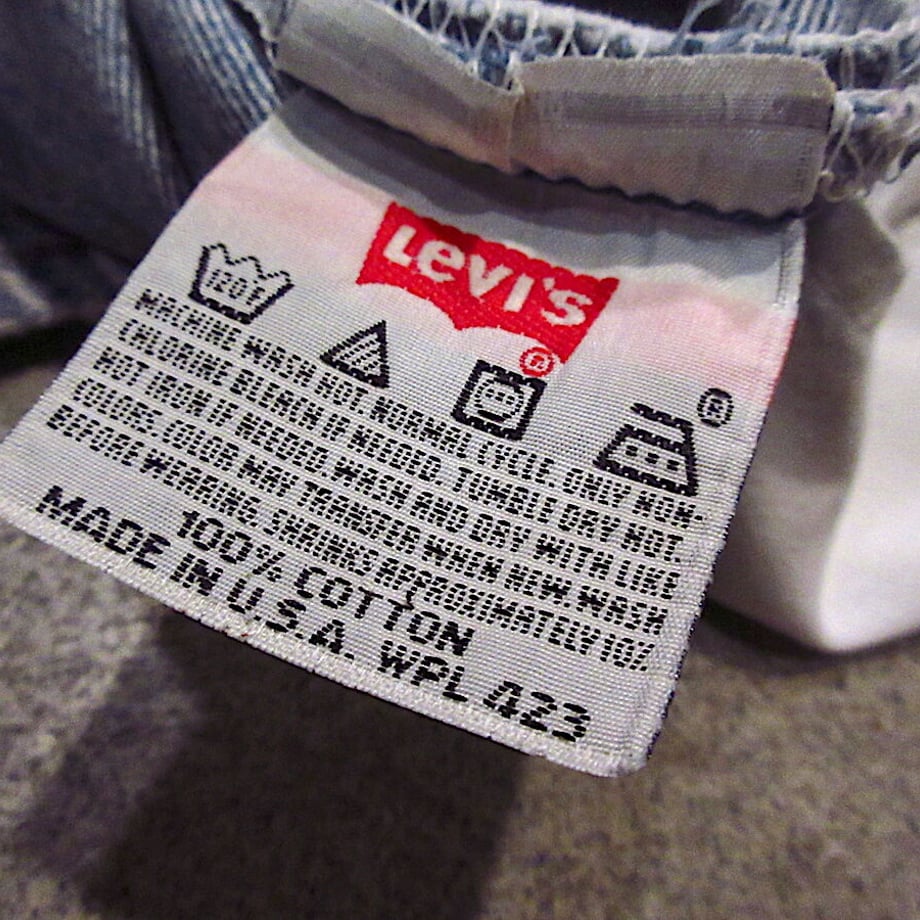 LEVI'S
®
120°
®
MACHINE WASH HOT, NORMAL CYCLE. ONLY NON-
CHLORINE BLEACH IF NEEDED. TUMBLE DRY HOT.
HOT IRON IF NEEDED. WASH AND DRY WITH LIKE
COLORS. COLOR MAY TRANSFER WHEN NEW. WASH
BEFORE WEARING. SHRINKS APPROXIMATELY 10%
100% COTTON
MADE IN U.S.A. WPL 423